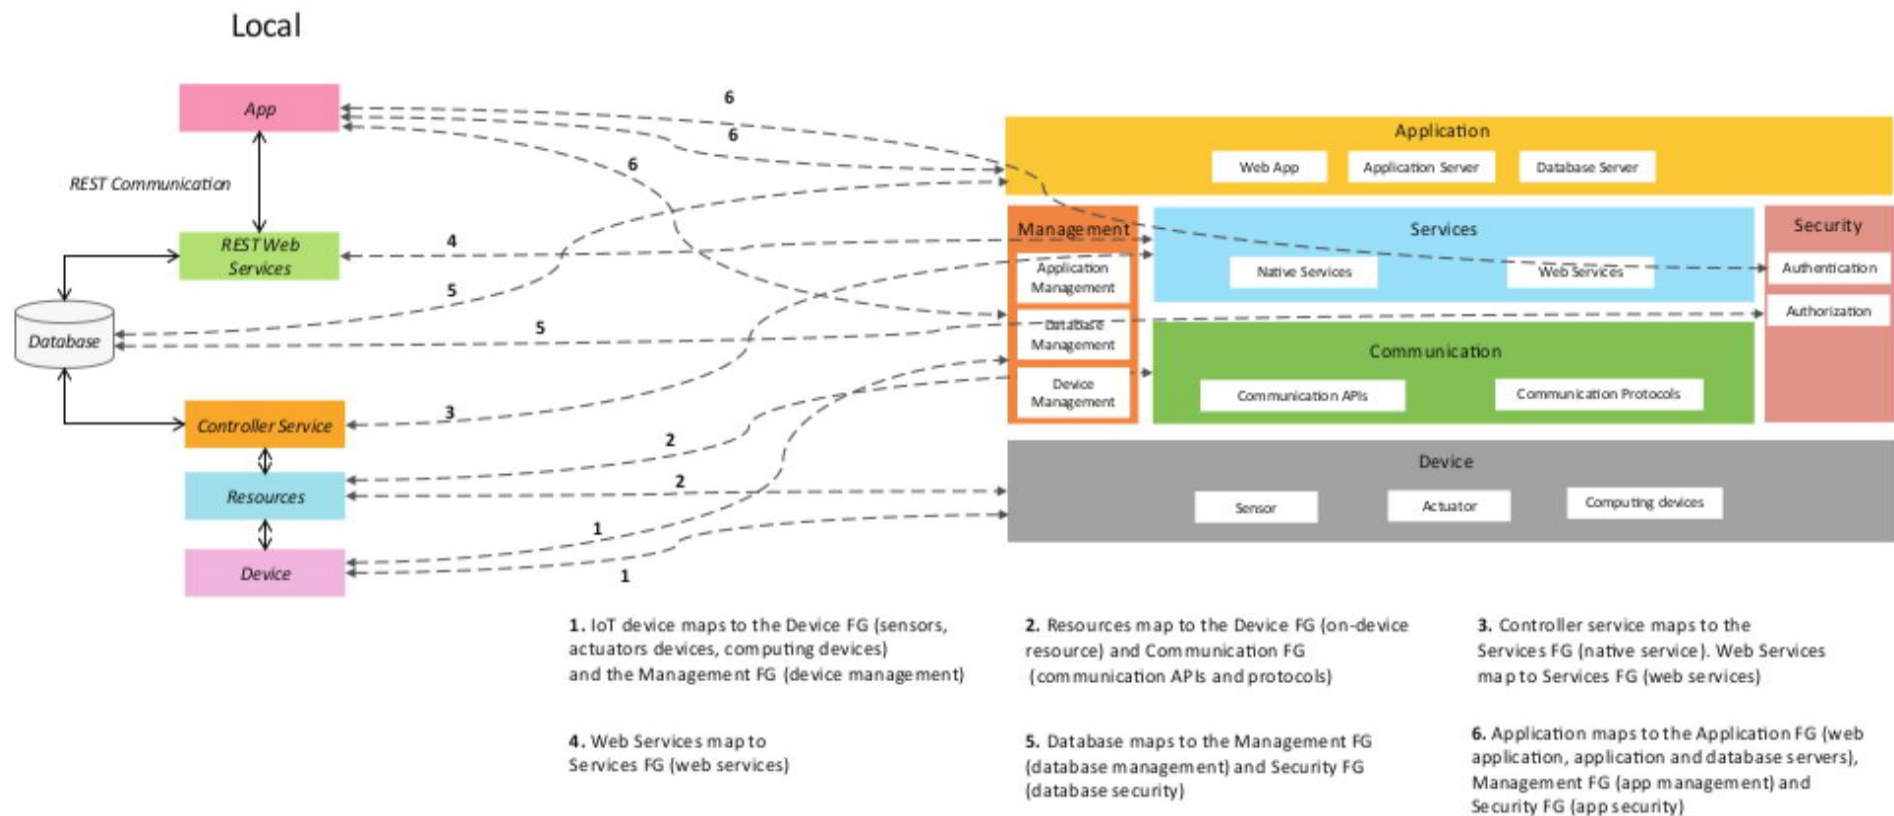 Local
App
REST Communication
REST Web
Services
Database
Controller Service
Resources
Device
6
6
6
4
5
5
3
2
2
1
1
Application
Web App
Application Server
Database Server
Management
Application
Management
Database
Management
Device
Management
Services
Native Services
Web Services
Security
Authentication
Authorization
Communication
Communication APIs
Communication Protocols
Device
Sensor
Actuator
Computing devices
1. IoT device maps to the Device FG (sensors,
actuators devices, computing devices)
and the Management FG (device management)
2. Resources map to the Device FG (on-device
resource) and Communication FG
(communication APIs and protocols)
3. Controller service maps to the
Services FG (native service). Web Services
map to Services FG (web services)
4. Web Services map to
Services FG (web services)
5. Database maps to the Management FG
(database management) and Security FG
(database security)
6. Application maps to the Application FG (web
application, application and database servers),
Management FG (app management) and
Security FG (app security)